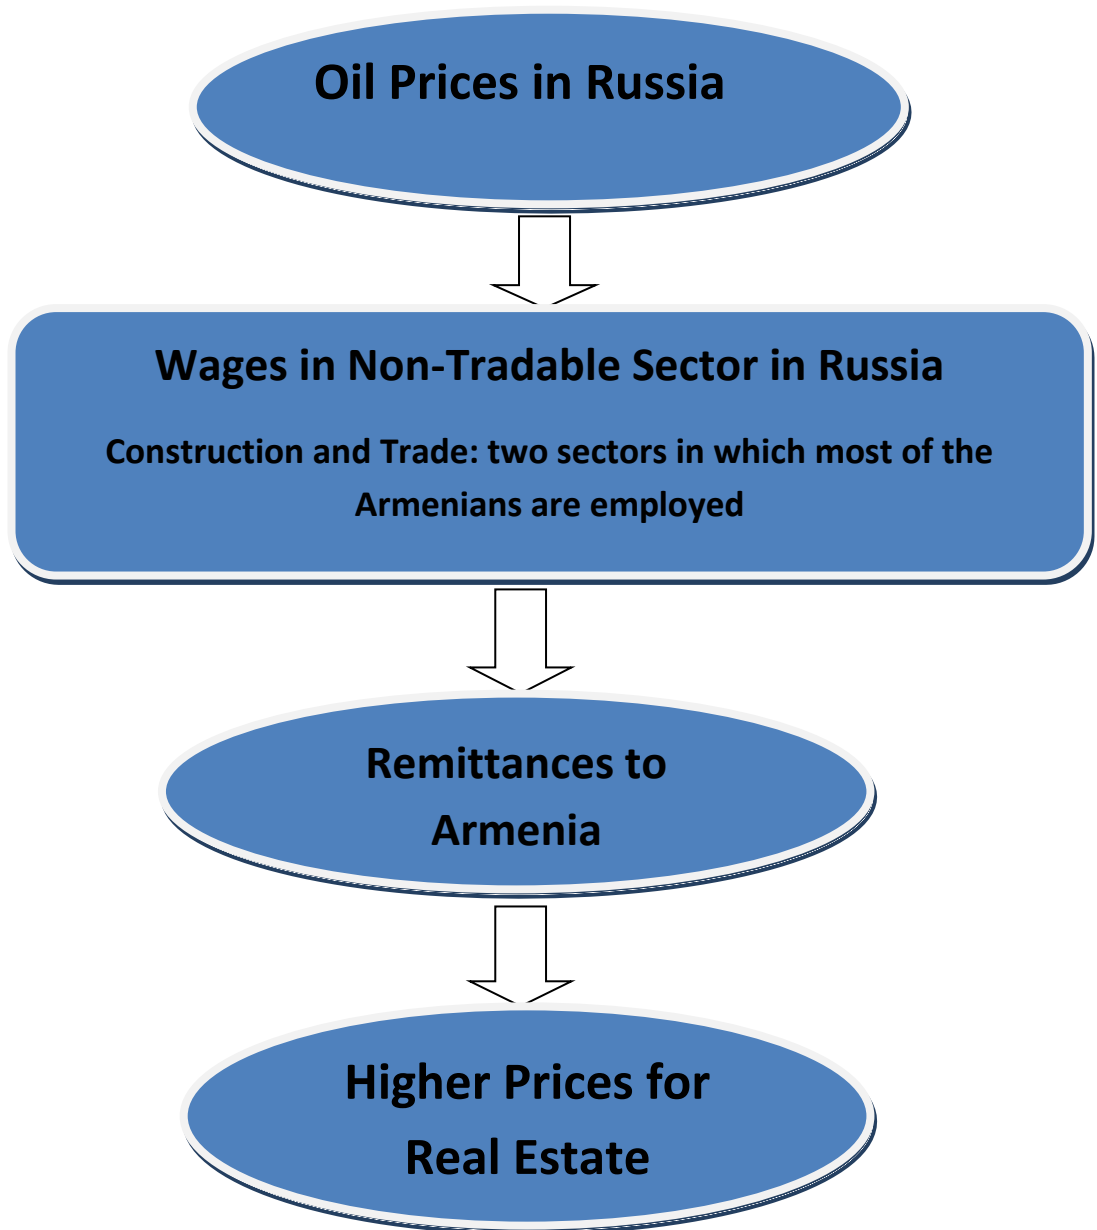 Oil Prices in Russia
Wages in Non-Tradable Sector in Russia
Construction and Trade: two sectors in which most of the
Armenians are employed
Remittances to
Armenia
Higher Prices for
Real Estate